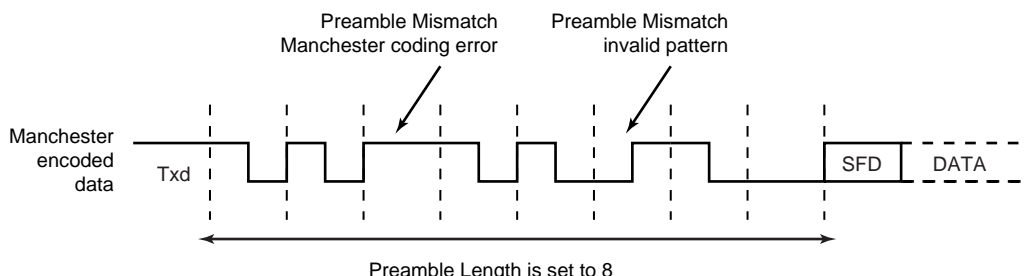 Preamble Mismatch
Manchester coding error
Preamble Mismatch
invalid pattern
Manchester
encoded
data
Txd
SFD
DATA
Preamble Length is set to 8